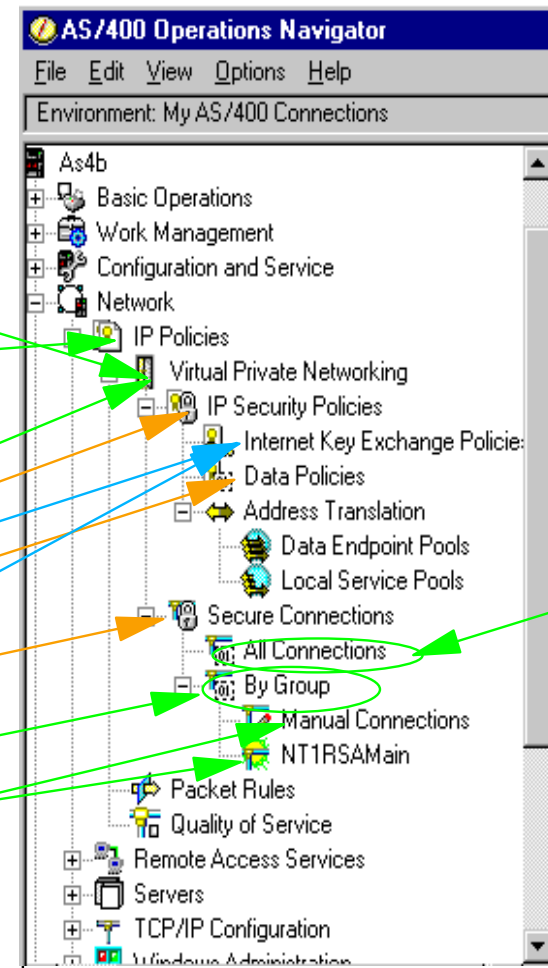 AS/400 Operations Navigator
File Edit View Options Help
Environment: My AS/400 Connections
As4b
Basic Operations
Work Management
Configuration and Service
Network
IP Policies
Virtual Private Networking
IP Security Policies
Internet Key Exchange Policies
Data Policies
Address Translation
Data Endpoint Pools
Local Service Pools
Secure Connections
All Connections
By Group
Manual Connections
NT1RSAMain
Packet Rules
Quality of Service
Remote Access Services
Servers
TCP/IP Configuration
Windows Administration